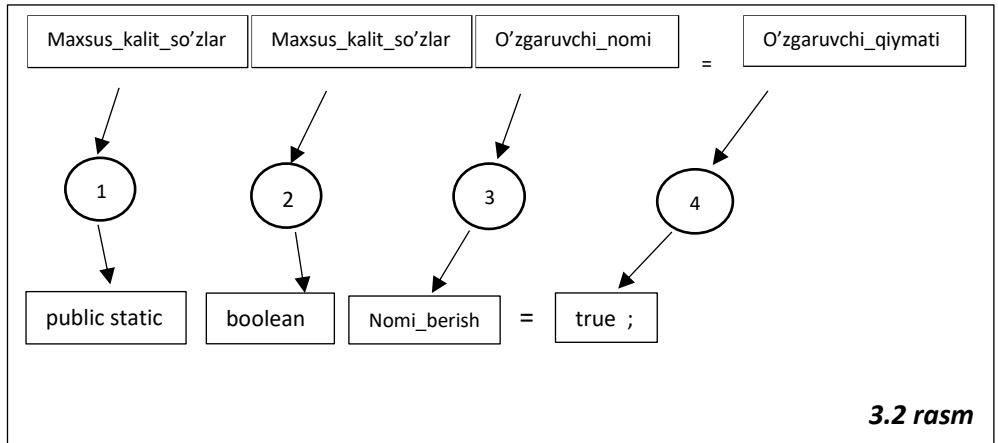 Maxsus_kalit_so’zlar Maxsus_kalit_so’zlar O’zgaruvchi_nomi = O’zgaruvchi_qiymati
1 2 3 4
public static boolean Nomi_berish = true ;
3.2 rasm